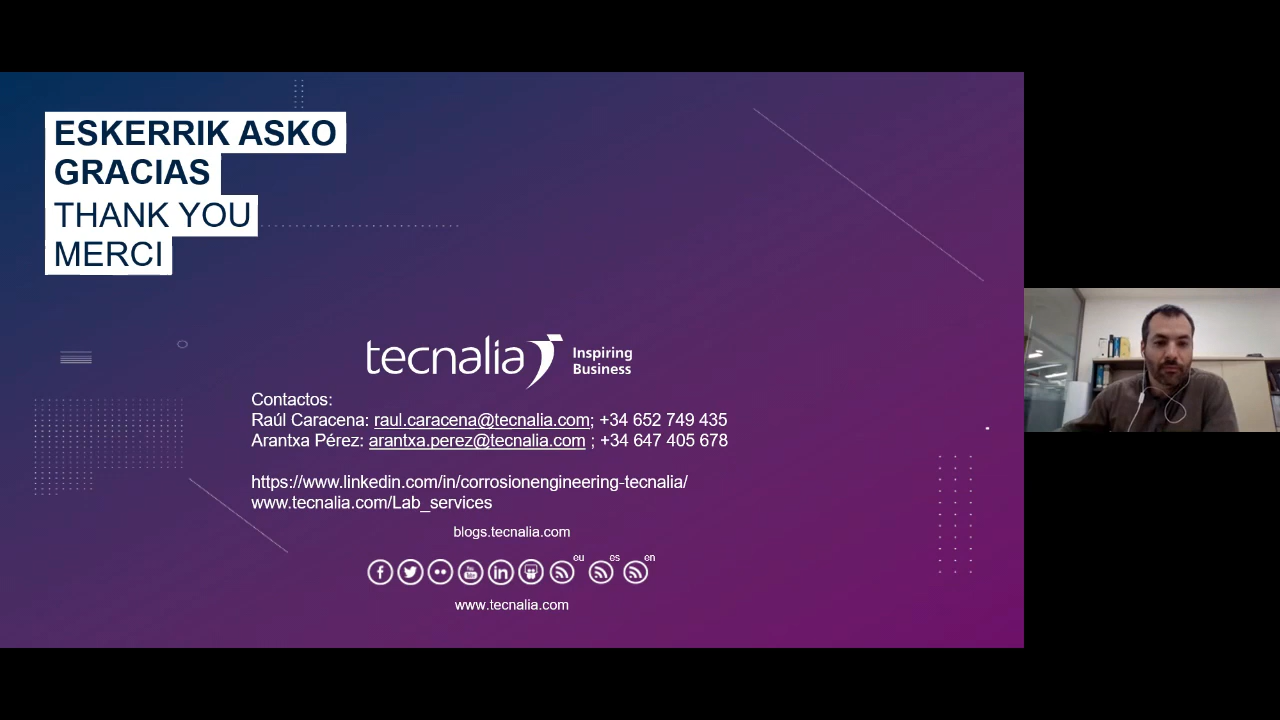 ESKERRIK ASKO
GRACIAS
THANK YOU
MERCI
tecnalia Inspiring
Business
Contactos:
Raúl Caracena: raul.caracena@tecnalia.com; +34 652 749 435
Arantxa Pérez: arantxa.perez@tecnalia.com ; +34 647 405 678
https://www.linkedin.com/in/corrosionengineering-tecnalia/
www.tecnalia.com/Lab_services
blogs.tecnalia.com
eu es en
www.tecnalia.com